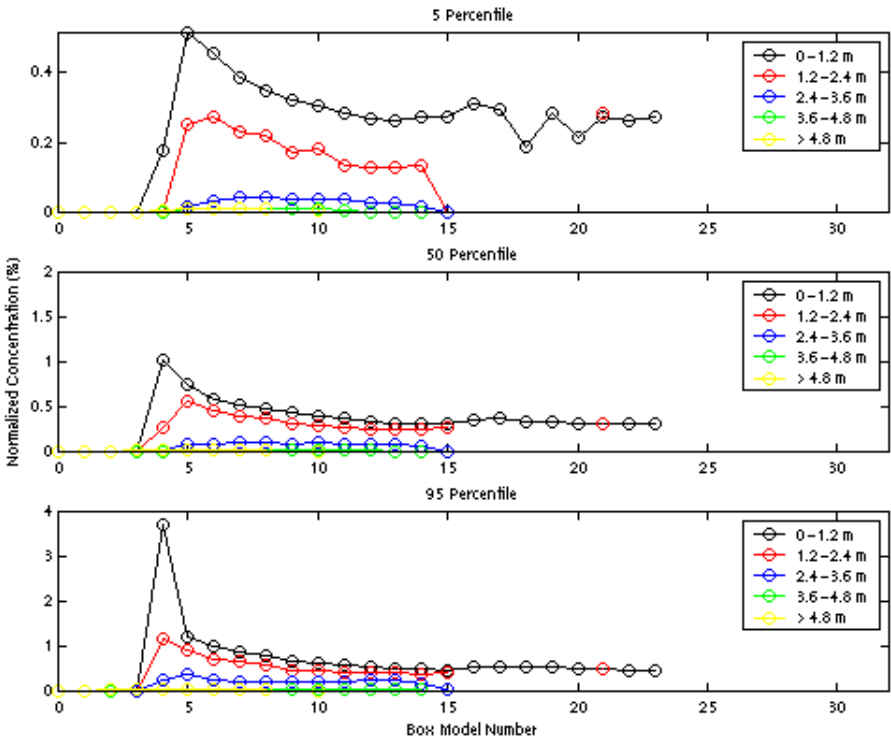 5 Percentile
0.4
0.2
0
0–1.2 m
1.2–2.4 m
2.4–3.6 m
3.6–4.8 m
> 4.8 m
0 5 10 15 20 25 30
50 Percentile
Normalized Concentration (%)
2
1.5
1
0.5
0
0–1.2 m
1.2–2.4 m
2.4–3.6 m
3.6–4.8 m
> 4.8 m
0 5 10 15 20 25 30
95 Percentile
4
3
2
1
0
0–1.2 m
1.2–2.4 m
2.4–3.6 m
3.6–4.8 m
> 4.8 m
0 5 10 15 20 25 30
Box Model Number